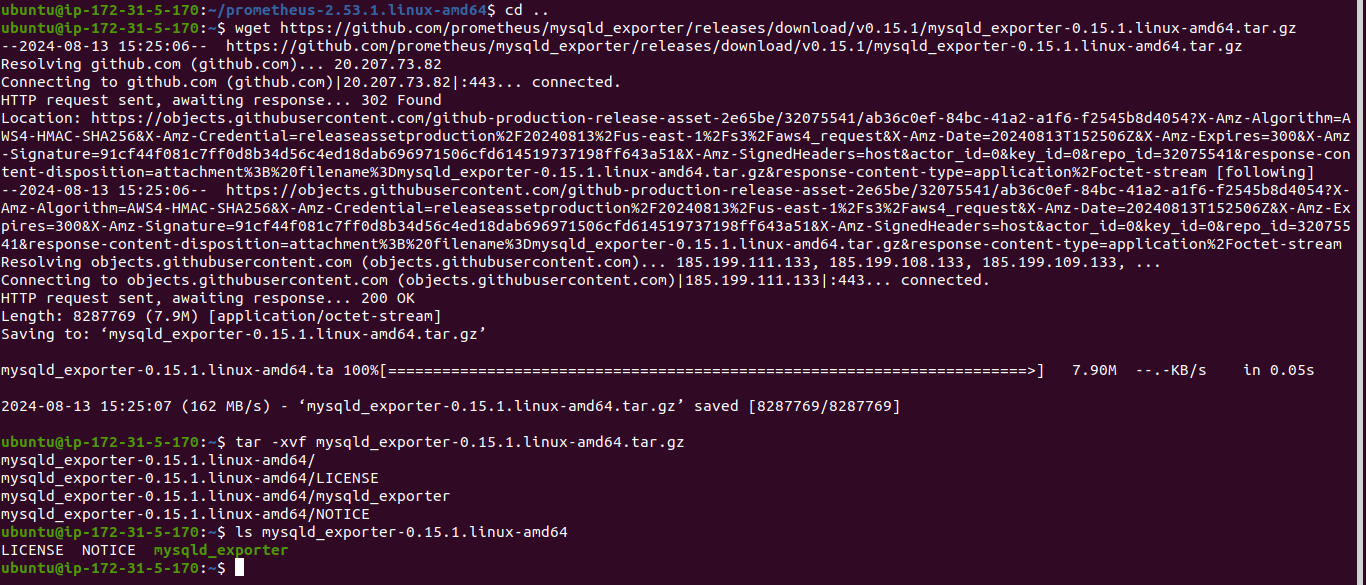 ubuntu@ip-172-31-5-170:~/prometheus-2.53.1.linux-amd64$ cd ..
ubuntu@ip-172-31-5-170:~$ wget https://github.com/prometheus/mysqld_exporter/releases/download/v0.15.1/mysqld_exporter-0.15.1.linux-amd64.tar.gz
--2024-08-13 15:25:06--  https://github.com/prometheus/mysqld_exporter/releases/download/v0.15.1/mysqld_exporter-0.15.1.linux-amd64.tar.gz
Resolving github.com (github.com)... 20.207.73.82
Connecting to github.com (github.com)|20.207.73.82|:443... connected.
HTTP request sent, awaiting response... 302 Found
Location: https://objects.githubusercontent.com/github-production-release-asset-2e65be/32075541/ab36c0ef-84bc-41a2-a1f6-f2545b8d4054?X-Amz-Algorithm=A
WS4-HMAC-SHA256&X-Amz-Credential=releaseassetproduction%2F20240813%2Fus-east-1%2Fs3%2Faws4_request&X-Amz-Date=20240813T152506Z&X-Amz-Expires=300&X-Amz
-Signature=91cf44f081c7ff0d8b34d56c4ed18dab696971506cfd614519737198ff643a51&X-Amz-SignedHeaders=host&actor_id=0&key_id=0&repo_id=32075541&response-con
tent-disposition=attachment%3B%20filename%3Dmysqld_exporter-0.15.1.linux-amd64.tar.gz&response-content-type=application%2Foctet-stream [following]
--2024-08-13 15:25:06--  https://objects.githubusercontent.com/github-production-release-asset-2e65be/32075541/ab36c0ef-84bc-41a2-a1f6-f2545b8d4054?X-
Amz-Algorithm=AWS4-HMAC-SHA256&X-Amz-Credential=releaseassetproduction%2F20240813%2Fus-east-1%2Fs3%2Faws4_request&X-Amz-Date=20240813T152506Z&X-Amz-Ex
pires=300&X-Amz-Signature=91cf44f081c7ff0d8b34d56c4ed18dab696971506cfd614519737198ff643a51&X-Amz-SignedHeaders=host&actor_id=0&key_id=0&repo_id=320755
41&response-content-disposition=attachment%3B%20filename%3Dmysqld_exporter-0.15.1.linux-amd64.tar.gz&response-content-type=application%2Foctet-stream
Resolving objects.githubusercontent.com (objects.githubusercontent.com)... 185.199.111.133, 185.199.108.133, 185.199.109.133, ...
Connecting to objects.githubusercontent.com (objects.githubusercontent.com)|185.199.111.133|:443... connected.
HTTP request sent, awaiting response... 200 OK
Length: 8287769 (7.9M) [application/octet-stream]
Saving to: ‘mysqld_exporter-0.15.1.linux-amd64.tar.gz’
mysqld_exporter-0.15.1.linux-amd64.ta 100%[=======================================================================>]   7.90M  --.-KB/s    in 0.05s
2024-08-13 15:25:07 (162 MB/s) - ‘mysqld_exporter-0.15.1.linux-amd64.tar.gz’ saved [8287769/8287769]
ubuntu@ip-172-31-5-170:~$ tar -xvf mysqld_exporter-0.15.1.linux-amd64.tar.gz
mysqld_exporter-0.15.1.linux-amd64/
mysqld_exporter-0.15.1.linux-amd64/LICENSE
mysqld_exporter-0.15.1.linux-amd64/mysqld_exporter
mysqld_exporter-0.15.1.linux-amd64/NOTICE
ubuntu@ip-172-31-5-170:~$ ls mysqld_exporter-0.15.1.linux-amd64
LICENSE  NOTICE  mysqld_exporter
ubuntu@ip-172-31-5-170:~$